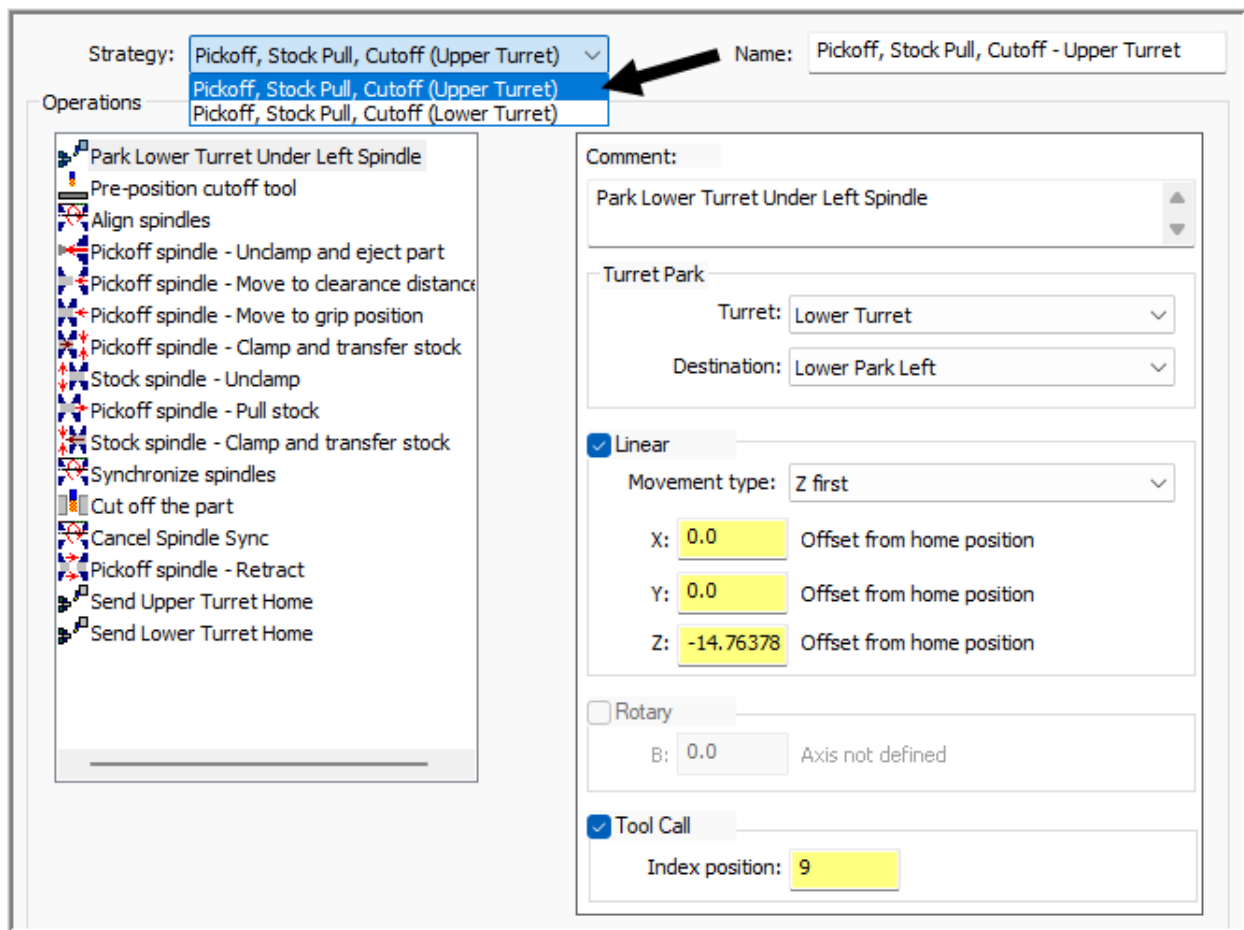 Strategy: Pickoff, Stock Pull, Cutoff (Upper Turret) Name: Pickoff, Stock Pull, Cutoff - Upper Turret
Pickoff, Stock Pull, Cutoff (Upper Turret)
Pickoff, Stock Pull, Cutoff (Lower Turret)
Operations
Park Lower Turret Under Left Spindle
Pre-position cutoff tool
Align spindles
Pickoff spindle - Unclamp and eject part
Pickoff spindle - Move to clearance distance
Pickoff spindle - Move to grip position
Pickoff spindle - Clamp and transfer stock
Stock spindle - Unclamp
Pickoff spindle - Pull stock
Stock spindle - Clamp and transfer stock
Synchronize spindles
Cut off the part
Cancel Spindle Sync
Pickoff spindle - Retract
Send Upper Turret Home
Send Lower Turret Home
Comment:
Park Lower Turret Under Left Spindle
Turret Park
Turret: Lower Turret
Destination: Lower Park Left
Linear
Movement type: Z first
X: 0.0 Offset from home position
Y: 0.0 Offset from home position
Z: -14.76378 Offset from home position
Rotary
B: 0.0 Axis not defined
Tool Call
Index position: 9